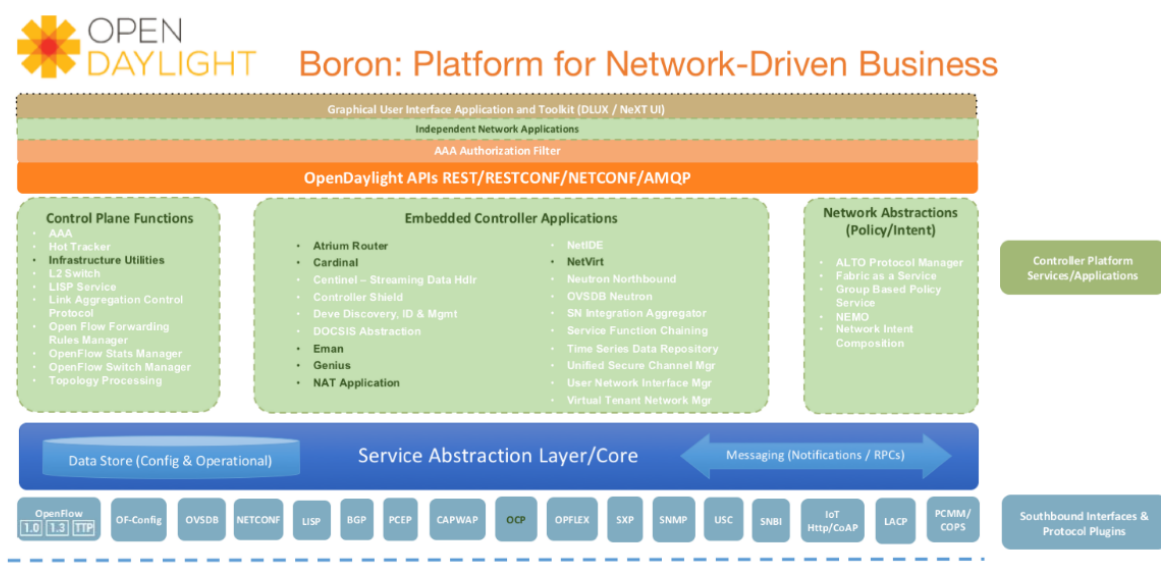 OPEN
DAYLIGHT
Boron: Platform for Network-Driven Business
Graphical User Interface Application and Toolkit (DLUX / NeXT UI)
Independent Network Applications
AAA Authorization Filter
OpenDaylight APIs REST/RESTCONF/NETCONF/AMQP
Control Plane Functions
• AAA
• Hot Tracker
• Infrastructure Utilities
• L2 Switch
• LISP Service
• Link Aggregation Control
Protocol
• Open Flow Forwarding
Rules Manager
• OpenFlow Stats Manager
• OpenFlow Switch Manager
• Topology Processing
Embedded Controller Applications
• Atrium Router
• Cardinal
• Centinel – Streaming Data Hdlr
• Controller Shield
• Deve Discovery, ID & Mgmt
• DOCSIS Abstraction
• Eman
• Genius
• NAT Application
• NetIDE
• NetVirt
• Neutron Northbound
• OVSDB Neutron
• SN Integration Aggregator
• Service Function Chaining
• Time Series Data Repository
• Unified Secure Channel Mgr
• User Network Interface Mgr
• Virtual Tenant Network Mgr
Network Abstractions
(Policy/Intent)
• ALTO Protocol Manager
• Fabric as a Service
• Group Based Policy
Service
• NEMO
• Network Intent
Composition
Controller Platform
Services/Applications
Data Store (Config & Operational)
Service Abstraction Layer/Core
Messaging (Notifications / RPCs)
OpenFlow
1.0 1.3 TTP
OF-Config
OVSDB
NETCONF
LISP
BGP
PCEP
CAPWAP
OCP
OPFLEX
SXP
SNMP
USC
SNBI
IoT
Http/CoAP
LACP
PCMM/
COPS
Southbound Interfaces &
Protocol Plugins